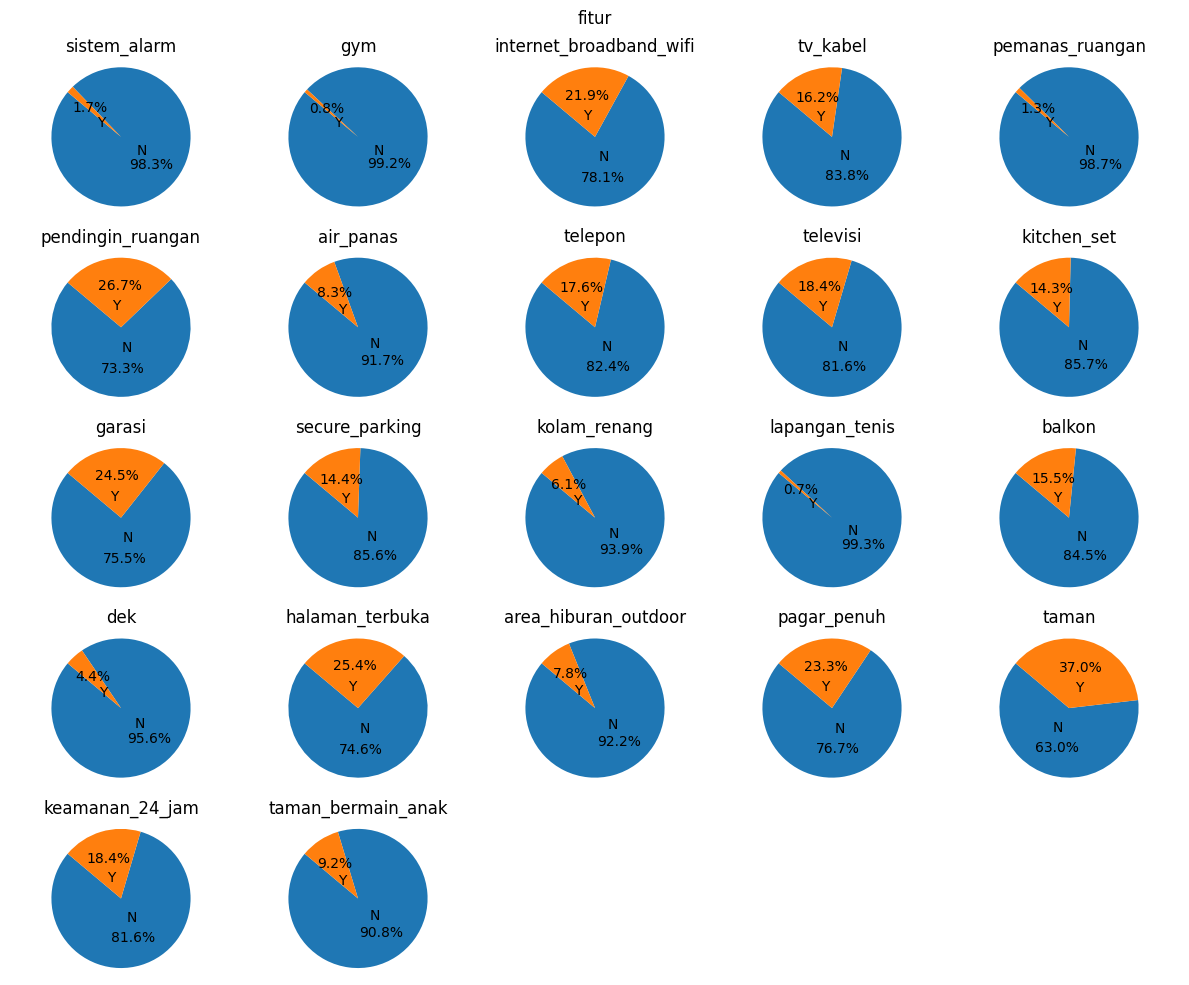 fitur
sistem_alarm
1.7%
Y
N
98.3%
gym
0.8%
Y
N
99.2%
internet_broadband_wifi
21.9%
Y
N
78.1%
tv_kabel
16.2%
Y
N
83.8%
pemanas_ruangan
1.3%
Y
N
98.7%
pendingin_ruangan
26.7%
Y
N
73.3%
air_panas
8.3%
Y
N
91.7%
telepon
17.6%
Y
N
82.4%
televisi
18.4%
Y
N
81.6%
kitchen_set
14.3%
Y
N
85.7%
garasi
24.5%
Y
N
75.5%
secure_parking
14.4%
Y
N
85.6%
kolam_renang
6.1%
Y
N
93.9%
lapangan_tenis
0.7%
Y
N
99.3%
balkon
15.5%
Y
N
84.5%
dek
4.4%
Y
N
95.6%
halaman_terbuka
25.4%
Y
N
74.6%
area_hiburan_outdoor
7.8%
Y
N
92.2%
pagar_penuh
23.3%
Y
N
76.7%
taman
37.0%
Y
N
63.0%
keamanan_24_jam
18.4%
Y
N
81.6%
taman_bermain_anak
9.2%
Y
N
90.8%